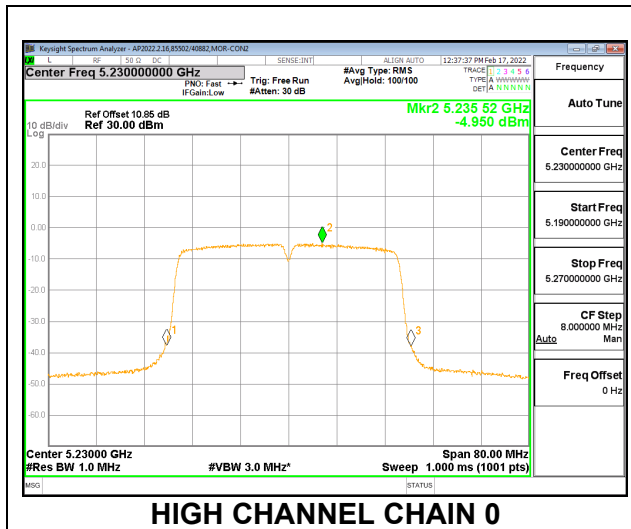 Keysight Spectrum Analyzer - AP2022.2.16,85502/40882,MOR-CON2
L RF 50 Ω DC SENSE:INT ALIGN AUTO 12:37:37 PM Feb 17, 2022
Center Freq 5.230000000 GHz
PNO: Fast
IFGain:Low
Trig: Free Run
#Atten: 30 dB
#Avg Type: RMS
Avg|Hold: 100/100
TRACE 1 2 3 4 5 6
TYPE A WWWWW
DET A N N N N N
Frequency
Auto Tune
Center Freq
5.230000000 GHz
Start Freq
5.190000000 GHz
Stop Freq
5.270000000 GHz
CF Step
8.000000 MHz
Auto Man
Freq Offset
0 Hz
Mkr2 5.235 52 GHz
-4.950 dBm
Ref Offset 10.85 dB
10 dB/div Ref 30.00 dBm
Log
20.0
10.0
0.00
-10.0
-20.0
-30.0
-40.0
-50.0
-60.0
1
2
3
Center 5.23000 GHz Span 80.00 MHz
#Res BW 1.0 MHz #VBW 3.0 MHz* Sweep 1.000 ms (1001 pts)
MSG STATUS
HIGH CHANNEL CHAIN 0